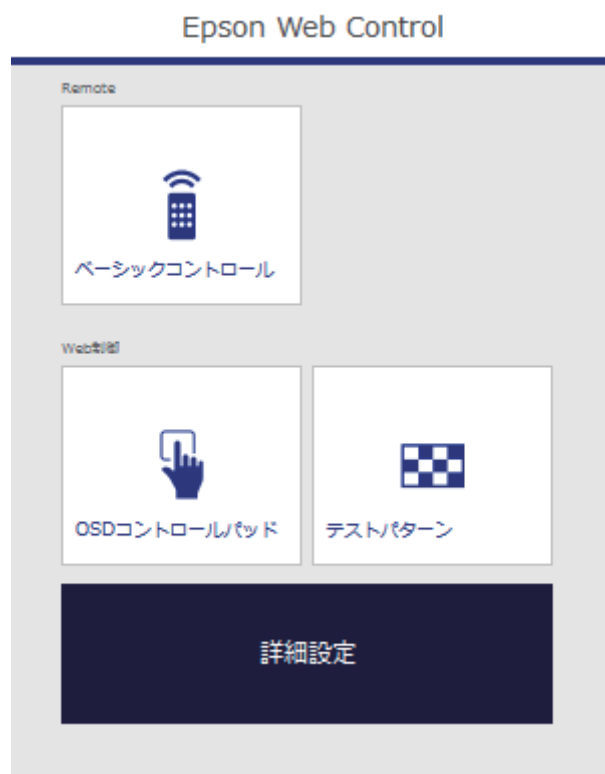 Epson Web Control
Remote
ベーシックコントロール
Web制御
OSDコントロールパッド
テストパターン
詳細設定